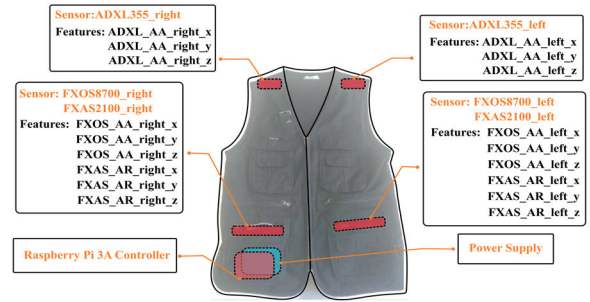 Sensor:ADXL355_right
Features: ADXL_AA_right_x
ADXL_AA_right_y
ADXL_AA_right_z
Sensor:ADXL355_left
Features: ADXL_AA_left_x
ADXL_AA_left_y
ADXL_AA_left_z
Sensor: FXOS8700_right
FXAS2100_right
Features: FXOS_AA_right_x
FXOS_AA_right_y
FXOS_AA_right_z
FXAS_AR_right_x
FXAS_AR_right_y
FXAS_AR_right_z
Sensor: FXOS8700_left
FXAS2100_left
Features: FXOS_AA_left_x
FXOS_AA_left_y
FXOS_AA_left_z
FXAS_AR_left_x
FXAS_AR_left_y
FXAS_AR_left_z
Raspberry Pi 3A Controller
Power Supply